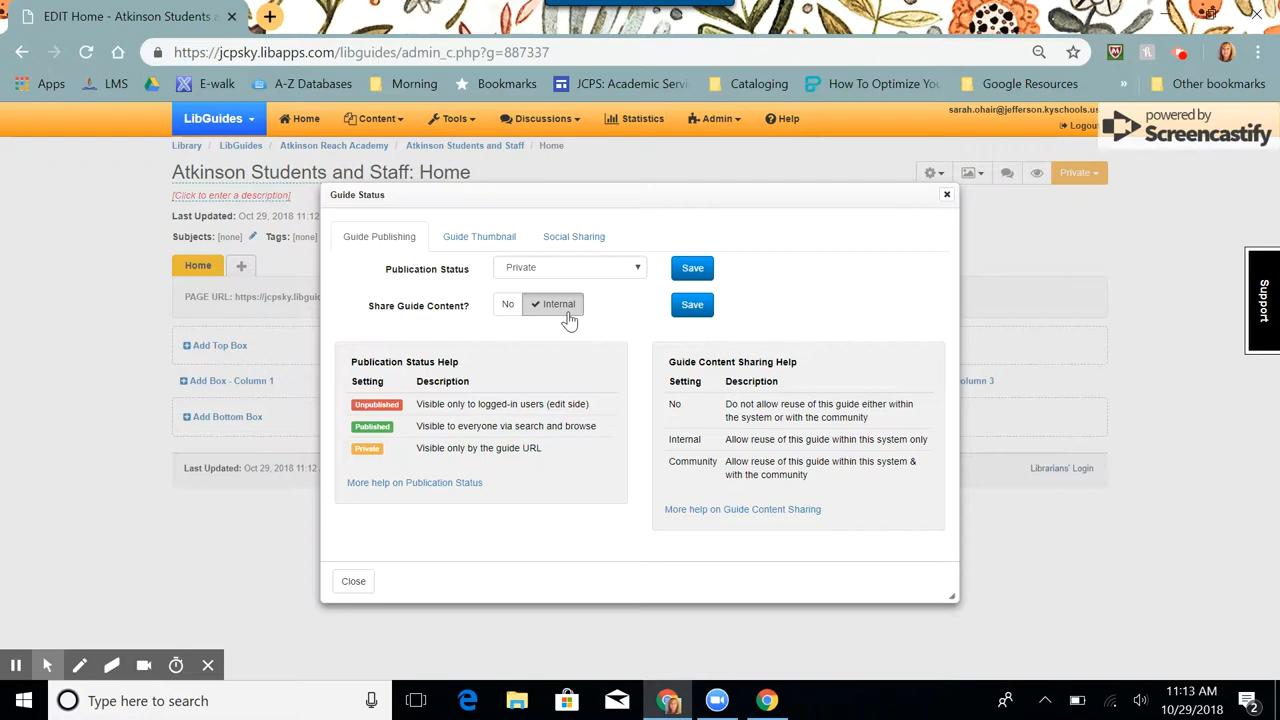 EDIT Home - Atkinson Students a
https://jcpsky.libapps.com/libguides/admin_c.php?g=887337
Apps LMS E-walk A-Z Databases Morning Bookmarks JCPS: Academic Servi Cataloging How To Optimize You Google Resources » Other bookmarks
LibGuides Home Content Tools Discussions Statistics Admin Help
sarah.ohair@jefferson.kyschools.us
Logout
powered by
Screencastify
Library / LibGuides / Atkinson Reach Academy / Atkinson Students and Staff / Home
Atkinson Students and Staff: Home
Private
[Click to enter a description]
Last Updated: Oct 29, 2018 11:12
Subjects: [none] Tags: [none]
Home
PAGE URL: https://jcpsky.libguid
Add Top Box
Add Box - Column 1
olumn 3
Add Bottom Box
Last Updated: Oct 29, 2018 11:12
Librarians' Login
Support
Guide Status
Guide Publishing Guide Thumbnail Social Sharing
Publication Status Private Save
Share Guide Content? No Internal Save
Publication Status Help
Setting Description
Unpublished Visible only to logged-in users (edit side)
Published Visible to everyone via search and browse
Private Visible only by the guide URL
More help on Publication Status
Guide Content Sharing Help
Setting Description
No Do not allow reuse of this guide either within
the system or with the community
Internal Allow reuse of this guide within this system only
Community Allow reuse of this guide within this system &
with the community
More help on Guide Content Sharing
Close
Type here to search
11:13 AM
10/29/2018
2